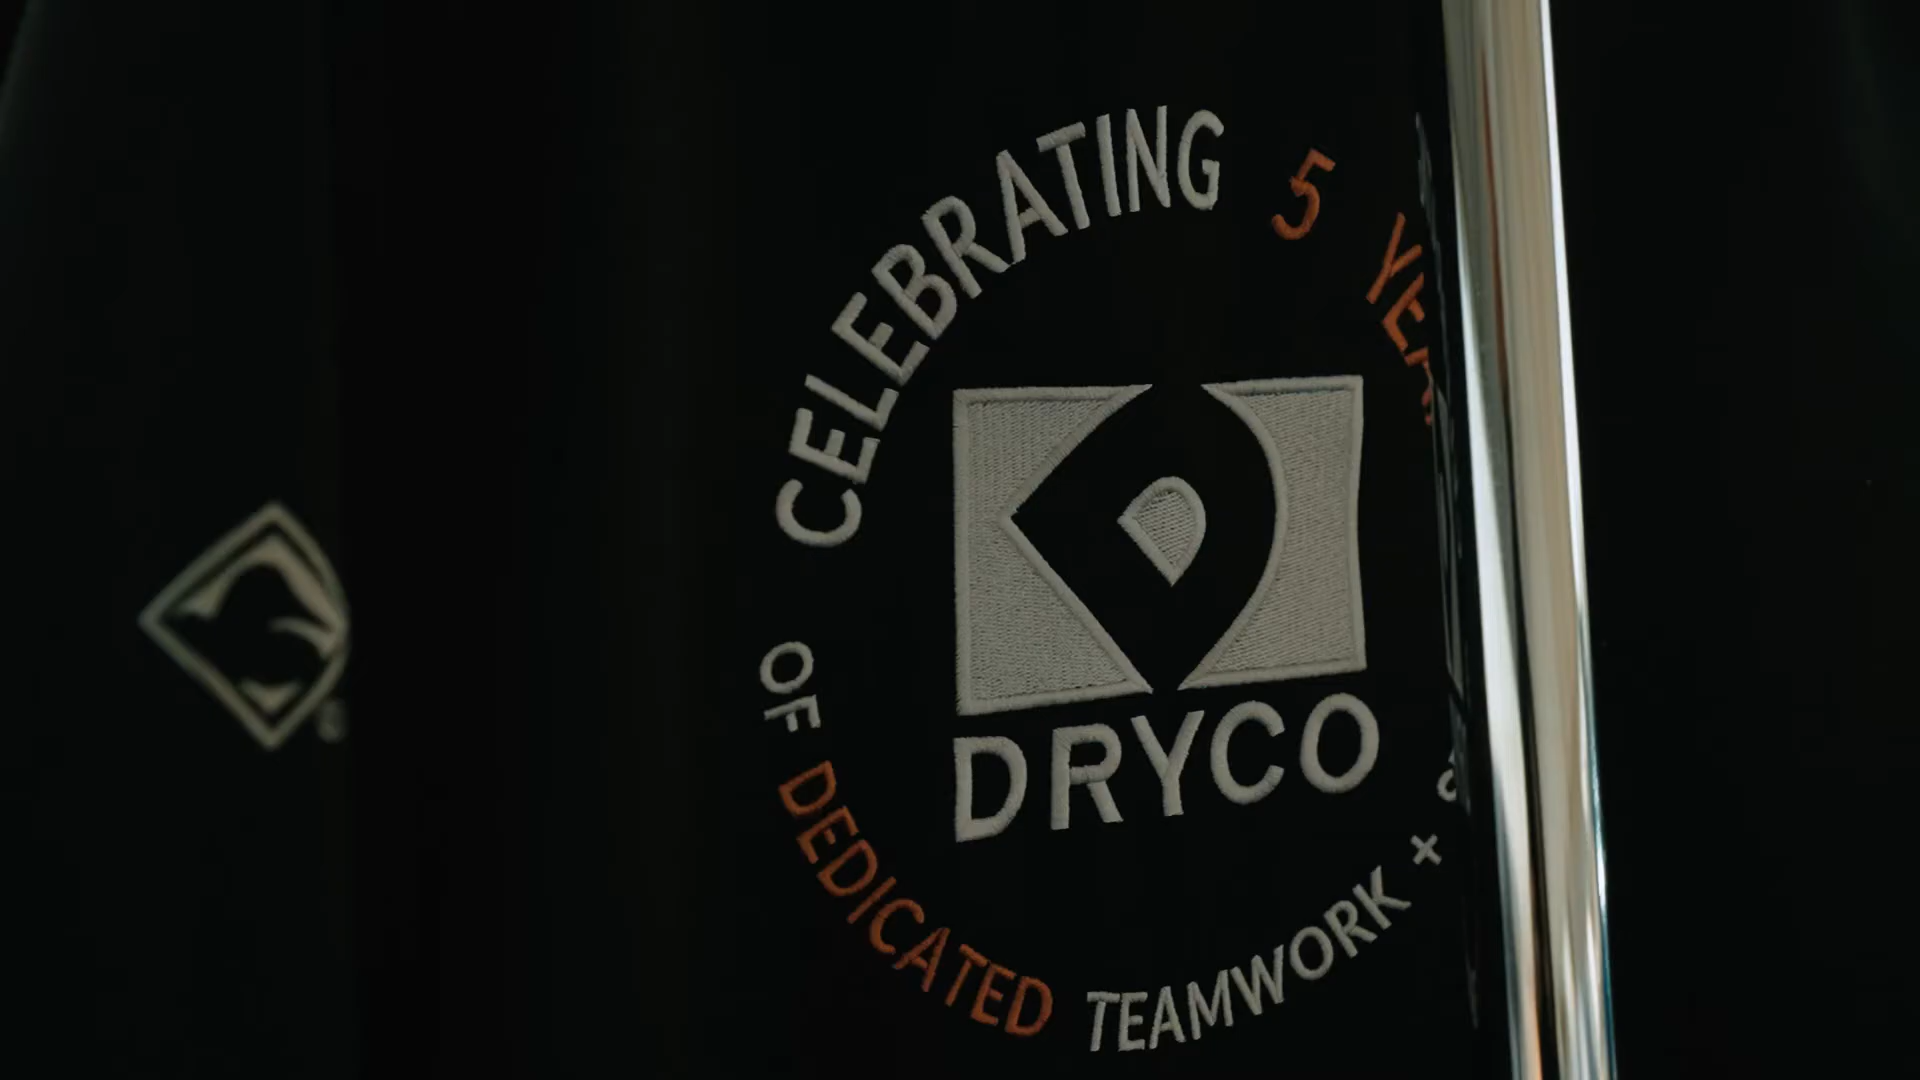 CELEBRATING 5
OF DEDICATED TEAMWORK +
DRYCO